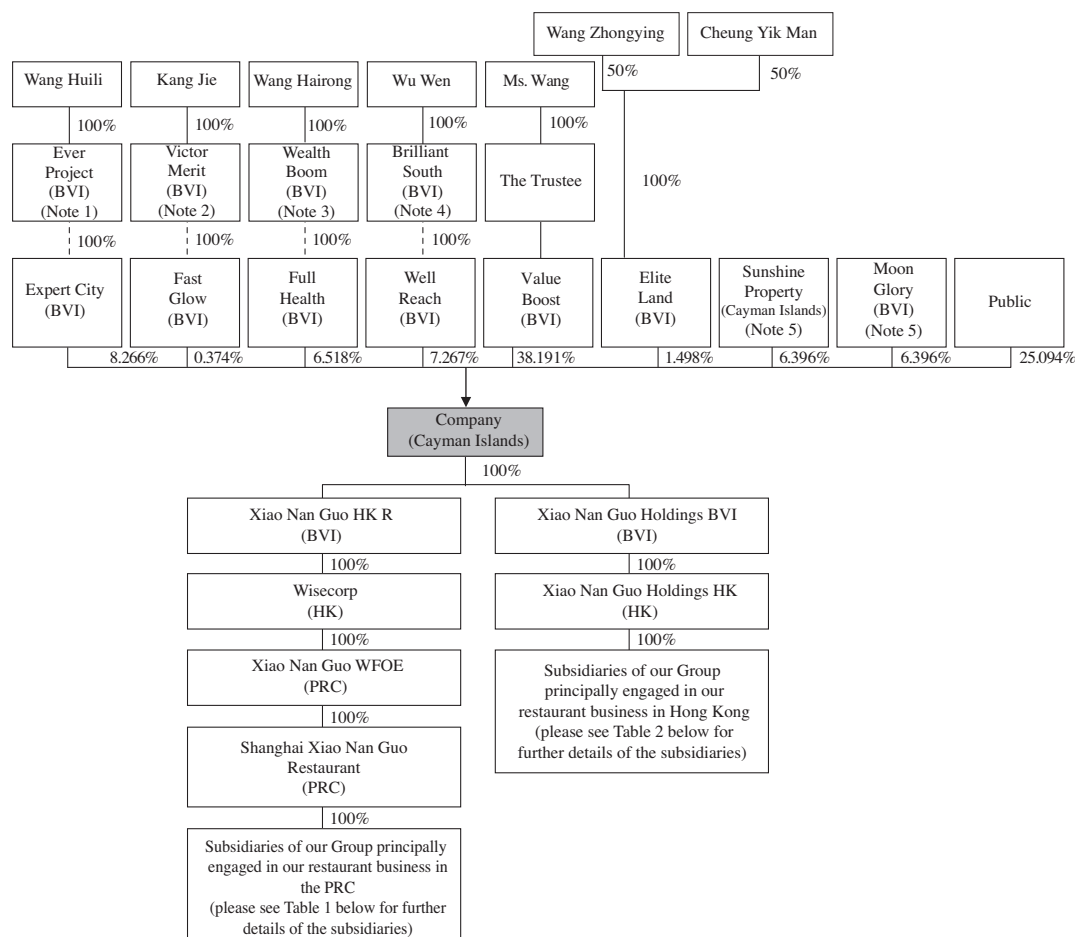 Wang Zhongying
Cheung Yik Man
50%
50%
Wang Huili
Kang Jie
Wang Hairong
Wu Wen
Ms. Wang
100%
100%
100%
100%
100%
Ever
Project
(BVI)
(Note 1)
Victor
Merit
(BVI)
(Note 2)
Wealth
Boom
(BVI)
(Note 3)
Brilliant
South
(BVI)
(Note 4)
The Trustee
100%
100%
100%
100%
100%
Expert City
(BVI)
Fast
Glow
(BVI)
Full
Health
(BVI)
Well
Reach
(BVI)
Value
Boost
(BVI)
Elite
Land
(BVI)
Sunshine
Property
(Cayman Islands)
(Note 5)
Moon
Glory
(BVI)
(Note 5)
Public
8.266%
0.374%
6.518%
7.267%
38.191%
1.498%
6.396%
6.396%
25.094%
Company
(Cayman Islands)
100%
Xiao Nan Guo HK R
(BVI)
Xiao Nan Guo Holdings BVI
(BVI)
100%
100%
Wisecorp
(HK)
Xiao Nan Guo Holdings HK
(HK)
100%
100%
Xiao Nan Guo WFOE
(PRC)
Subsidiaries of our Group
principally engaged in our
restaurant business in Hong Kong
(please see Table 2 below for
further details of the subsidiaries)
100%
Shanghai Xiao Nan Guo
Restaurant
(PRC)
100%
Subsidiaries of our Group principally
engaged in our restaurant business in
the PRC
(please see Table 1 below for further
details of the subsidiaries)